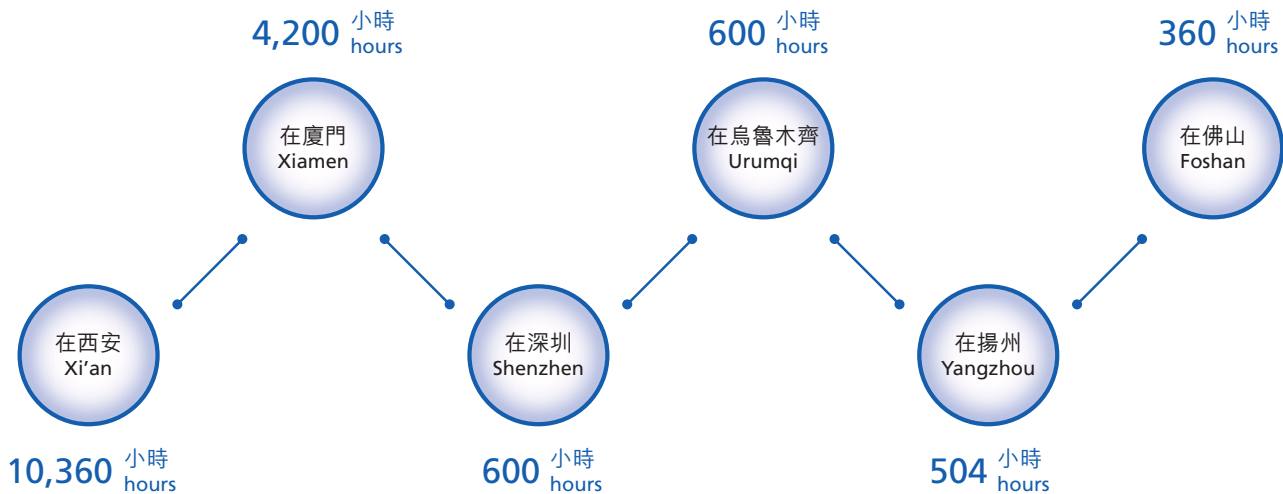 4,200 小時 hours
在廈門
Xiamen
600 小時 hours
在烏魯木齊
Urumqi
360 小時 hours
在佛山
Foshan
在西安
Xi’an
10,360 小時 hours
在深圳
Shenzhen
600 小時 hours
在揚州
Yangzhou
504 小時 hours